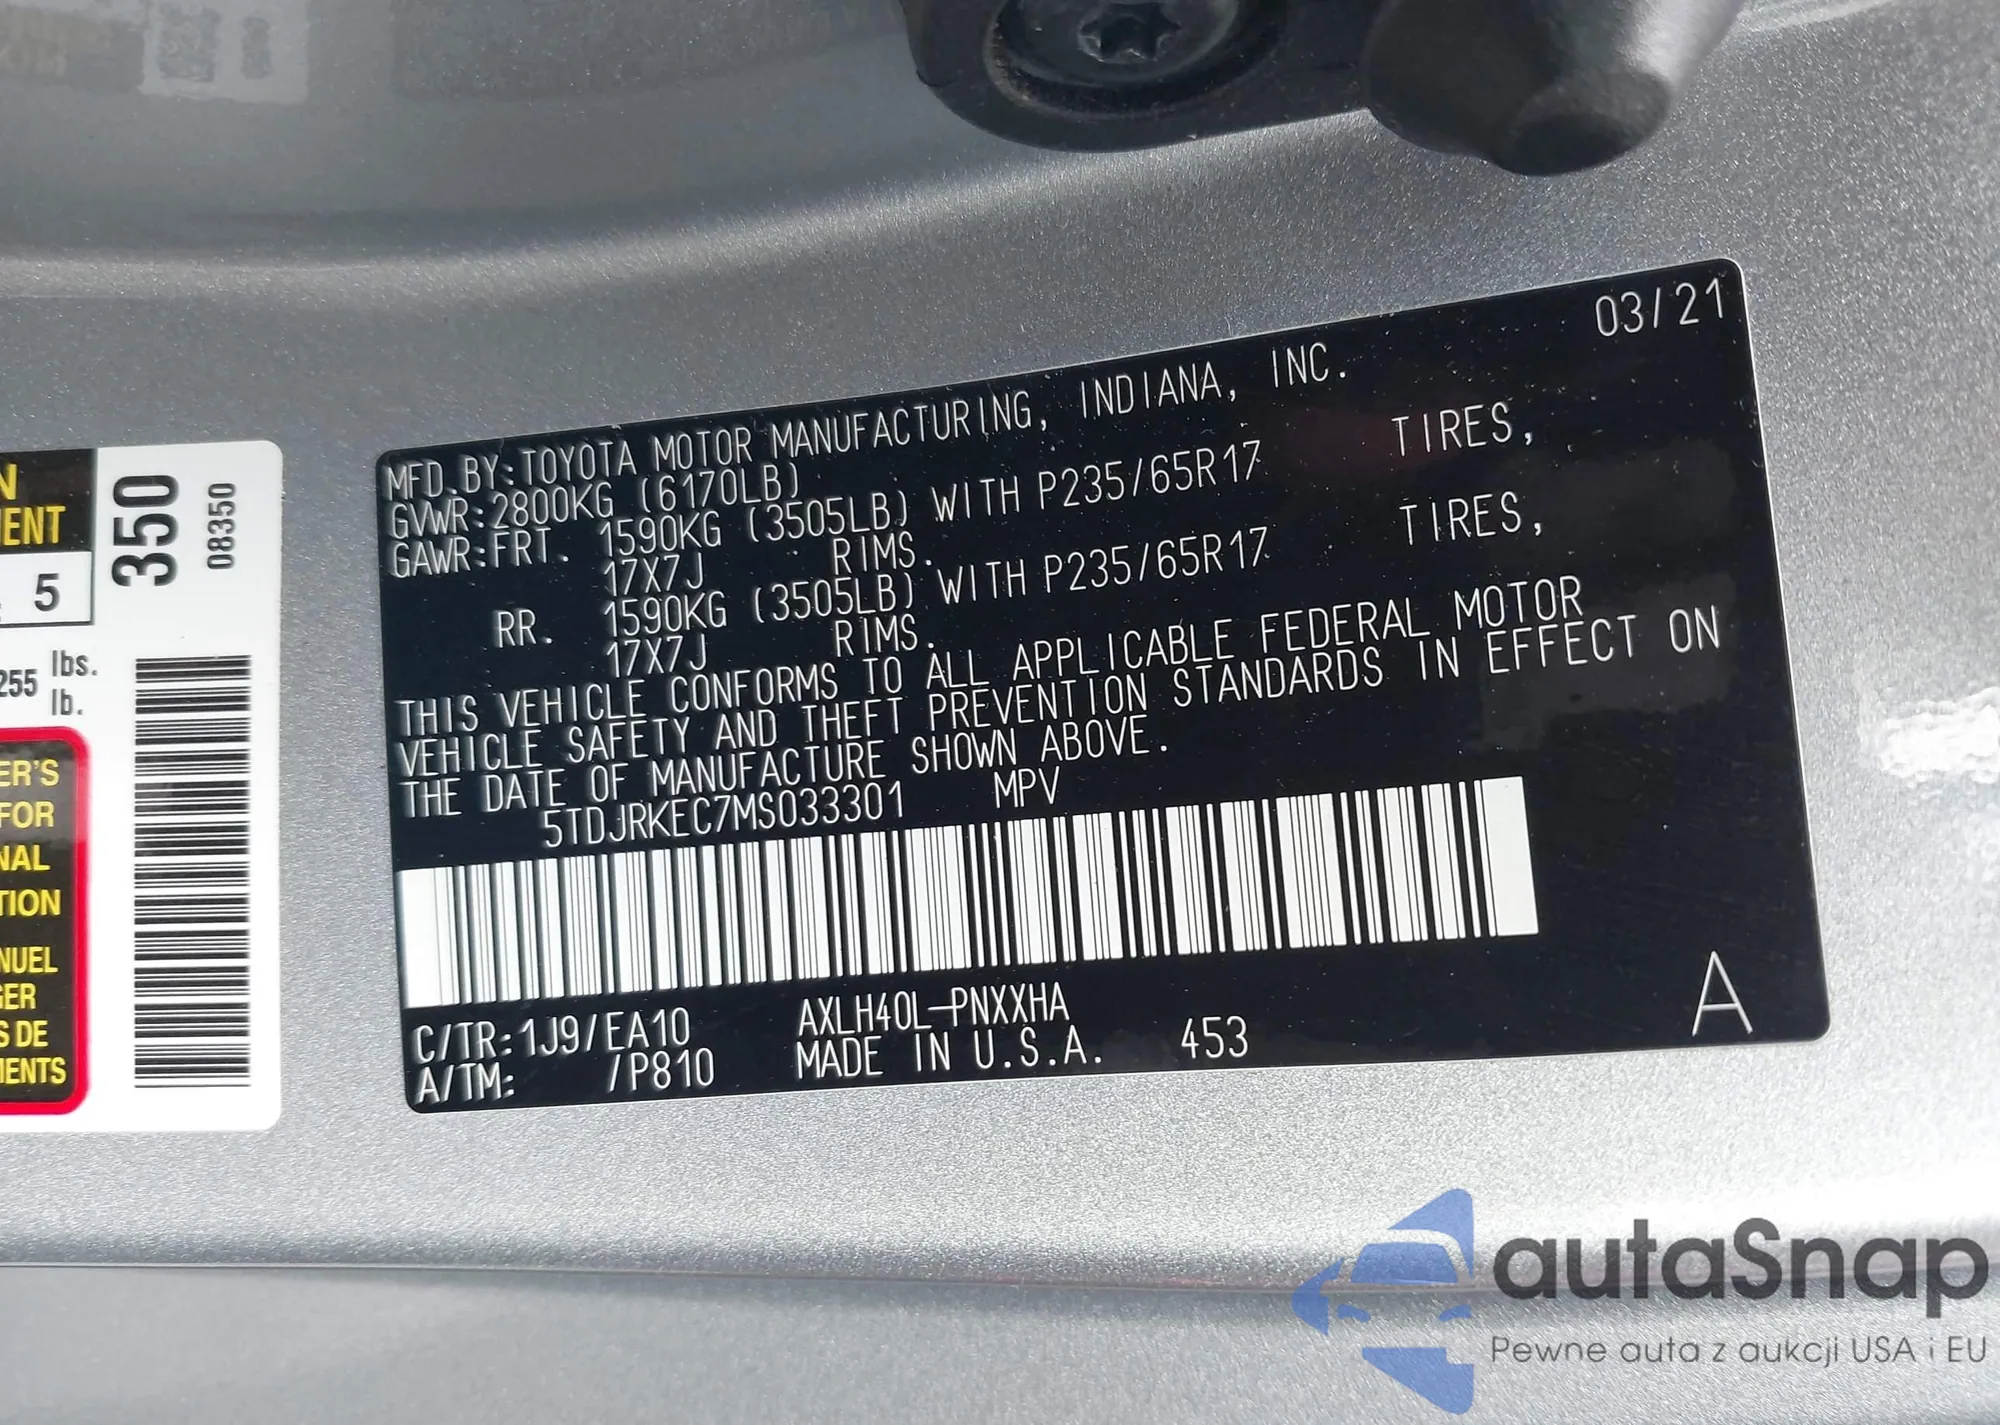 N
MENT
5
255 lbs.
lb.
ER'S
FOR
NAL
TION
NUEL
GER
S DE
MENTS
350
08350
03/21
MFD.BY:TOYOTA MOTOR MANUFACTURING, INDIANA, INC.
GVWR:2800KG (6170LB)
GAWR:FRT. 1590KG (3505LB) WITH P235/65R17 TIRES,
17X7J RIMS.
RR. 1590KG (3505LB) WITH P235/65R17 TIRES,
17X7J RIMS.
THIS VEHICLE CONFORMS TO ALL APPLICABLE FEDERAL MOTOR
VEHICLE SAFETY AND THEFT PREVENTION STANDARDS IN EFFECT ON
THE DATE OF MANUFACTURE SHOWN ABOVE.
5TDJRKEC7MS033301 MPV
C/TR:1J9/EA10 AXLH40L-PNXXHA
A/TM: /P810 MADE IN U.S.A. 453
A
autaSnap
Pewne auta z aukcji USA i EU